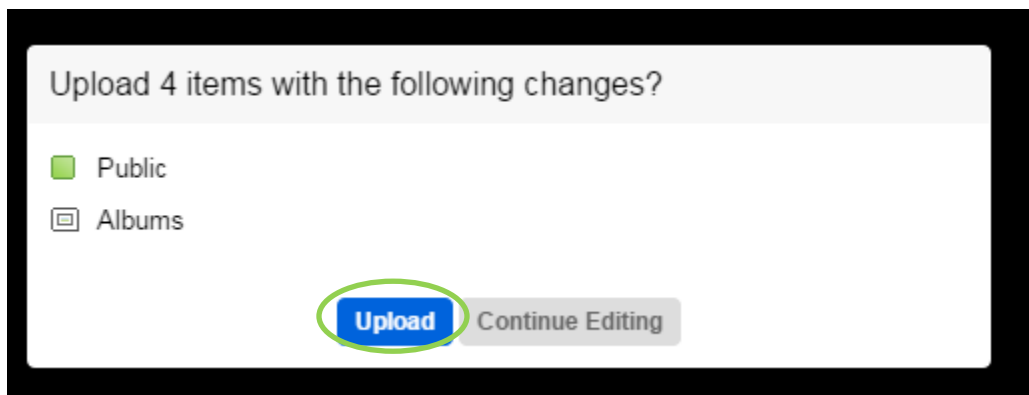 Upload 4 items with the following changes?
Public
Albums
Upload Continue Editing